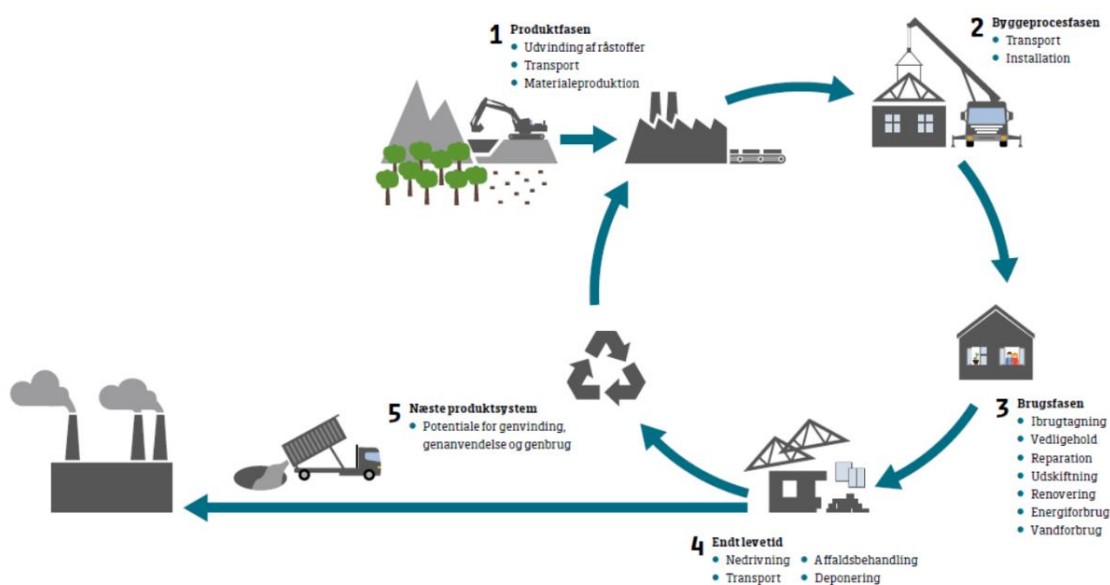 1 Produktfasen
• Udvinding af råstoffer
• Transport
• Materialeproduktion
2 Byggeprocesfasen
• Transport
• Installation
3 Brugsfasen
• Ibrugtagning
• Vedligehold
• Reparation
• Udskiftning
• Renovering
• Energiforbrug
• Vandforbrug
4 Endt levetid
• Nedrivning • Affaldsbehandling
• Transport • Deponering
5 Næste produktsystem
• Potentiale for genvinding,
genanvendelse og genbrug